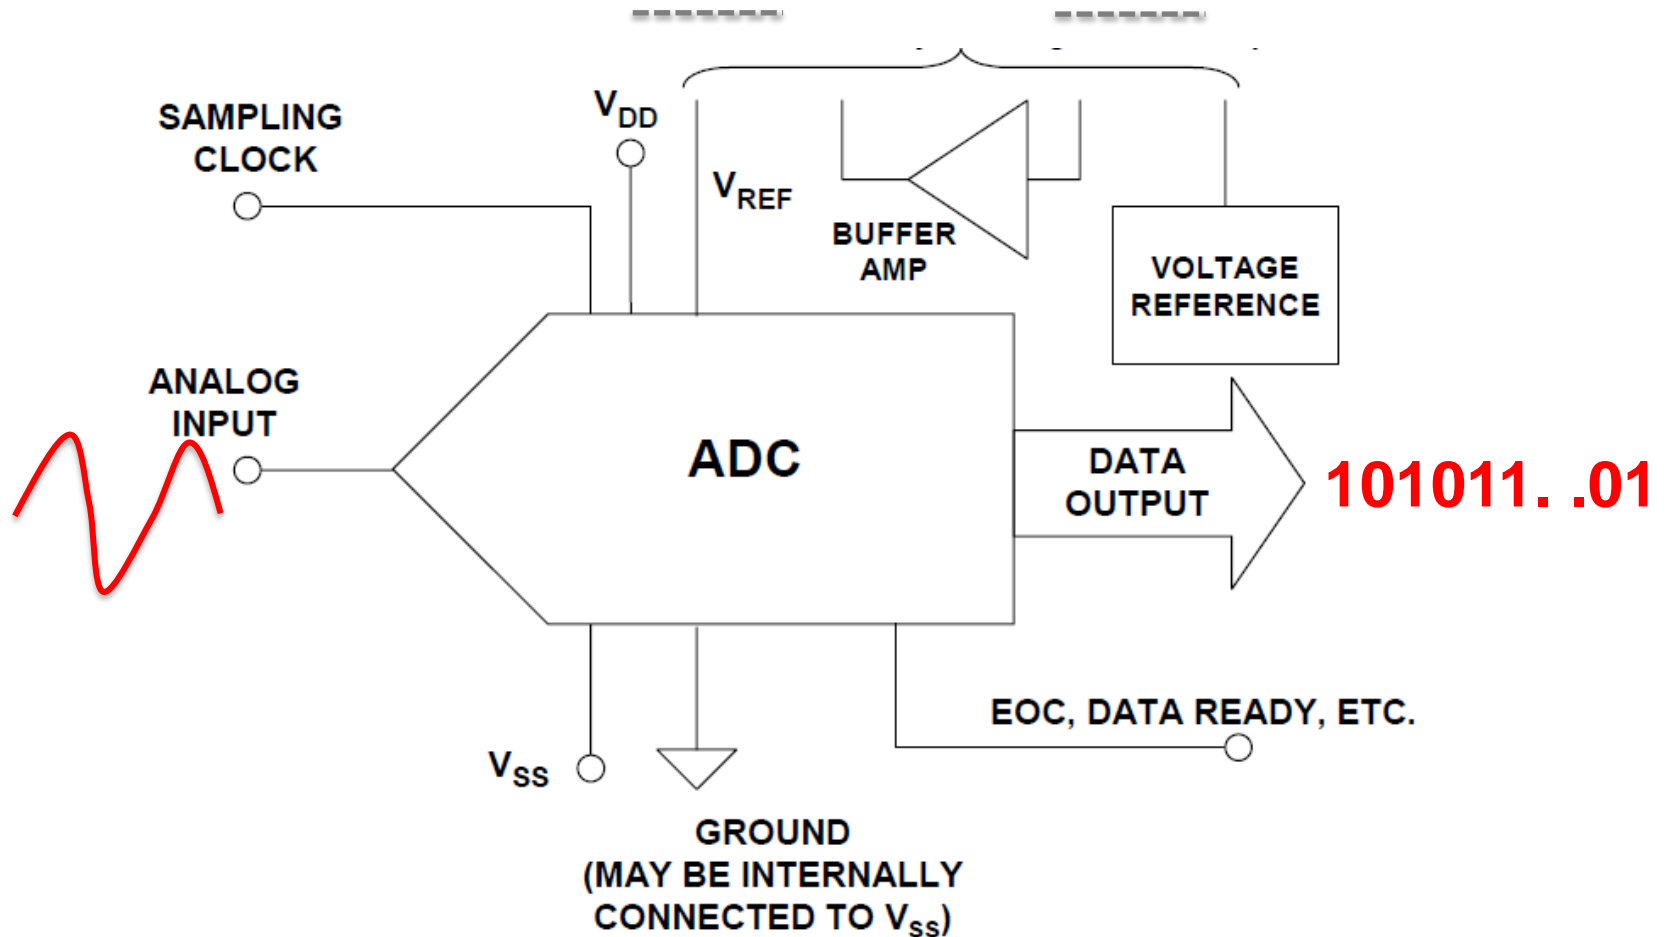 SAMPLING
CLOCK
VDD
VREF
BUFFER
AMP
VOLTAGE
REFERENCE
ANALOG
INPUT
ADC
DATA
OUTPUT
101011. .01
EOC, DATA READY, ETC.
VSS
GROUND
(MAY BE INTERNALLY
CONNECTED TO VSS)